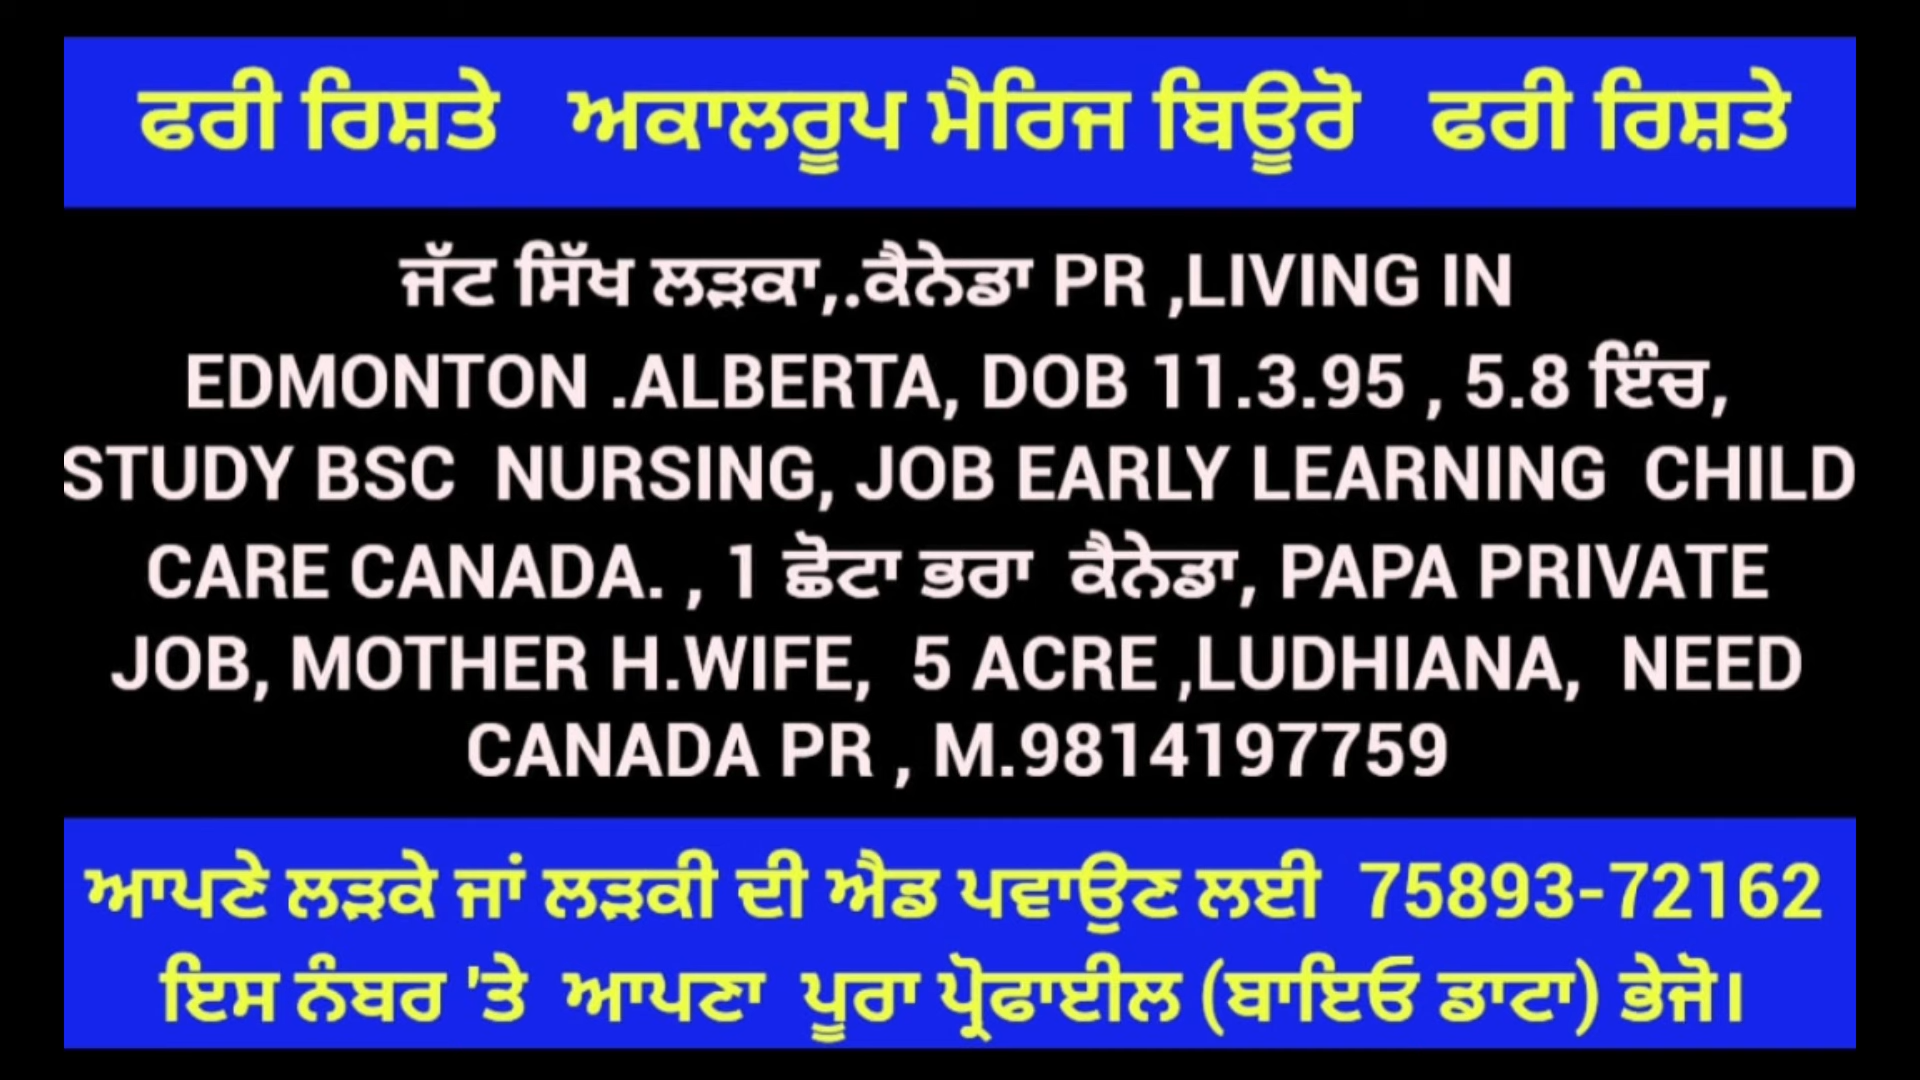 ਫਰੀ ਰਿਸ਼ਤੇ ਅਕਾਲਰੂਪ ਮੈਰਿਜ ਬਿਊਰੋ ਫਰੀ ਰਿਸ਼ਤੇ
ਜੱਟ ਸਿੱਖ ਲੜਕਾ,.ਕੈਨੇਡਾ PR ,LIVING IN
EDMONTON .ALBERTA, DOB 11.3.95 , 5.8 ਇੰਚ,
STUDY BSC NURSING, JOB EARLY LEARNING CHILD
CARE CANADA. , 1 ਛੋਟਾ ਭਰਾ ਕੈਨੇਡਾ, PAPA PRIVATE
JOB, MOTHER H.WIFE, 5 ACRE ,LUDHIANA, NEED
CANADA PR , M.9814197759
ਆਪਣੇ ਲੜਕੇ ਜਾਂ ਲੜਕੀ ਦੀ ਐਡ ਪਵਾਉਣ ਲਈ 75893-72162
ਇਸ ਨੰਬਰ 'ਤੇ ਆਪਣਾ ਪੂਰਾ ਪ੍ਰੋਫਾਈਲ (ਬਾਇਓ ਡਾਟਾ) ਭੇਜੋ।